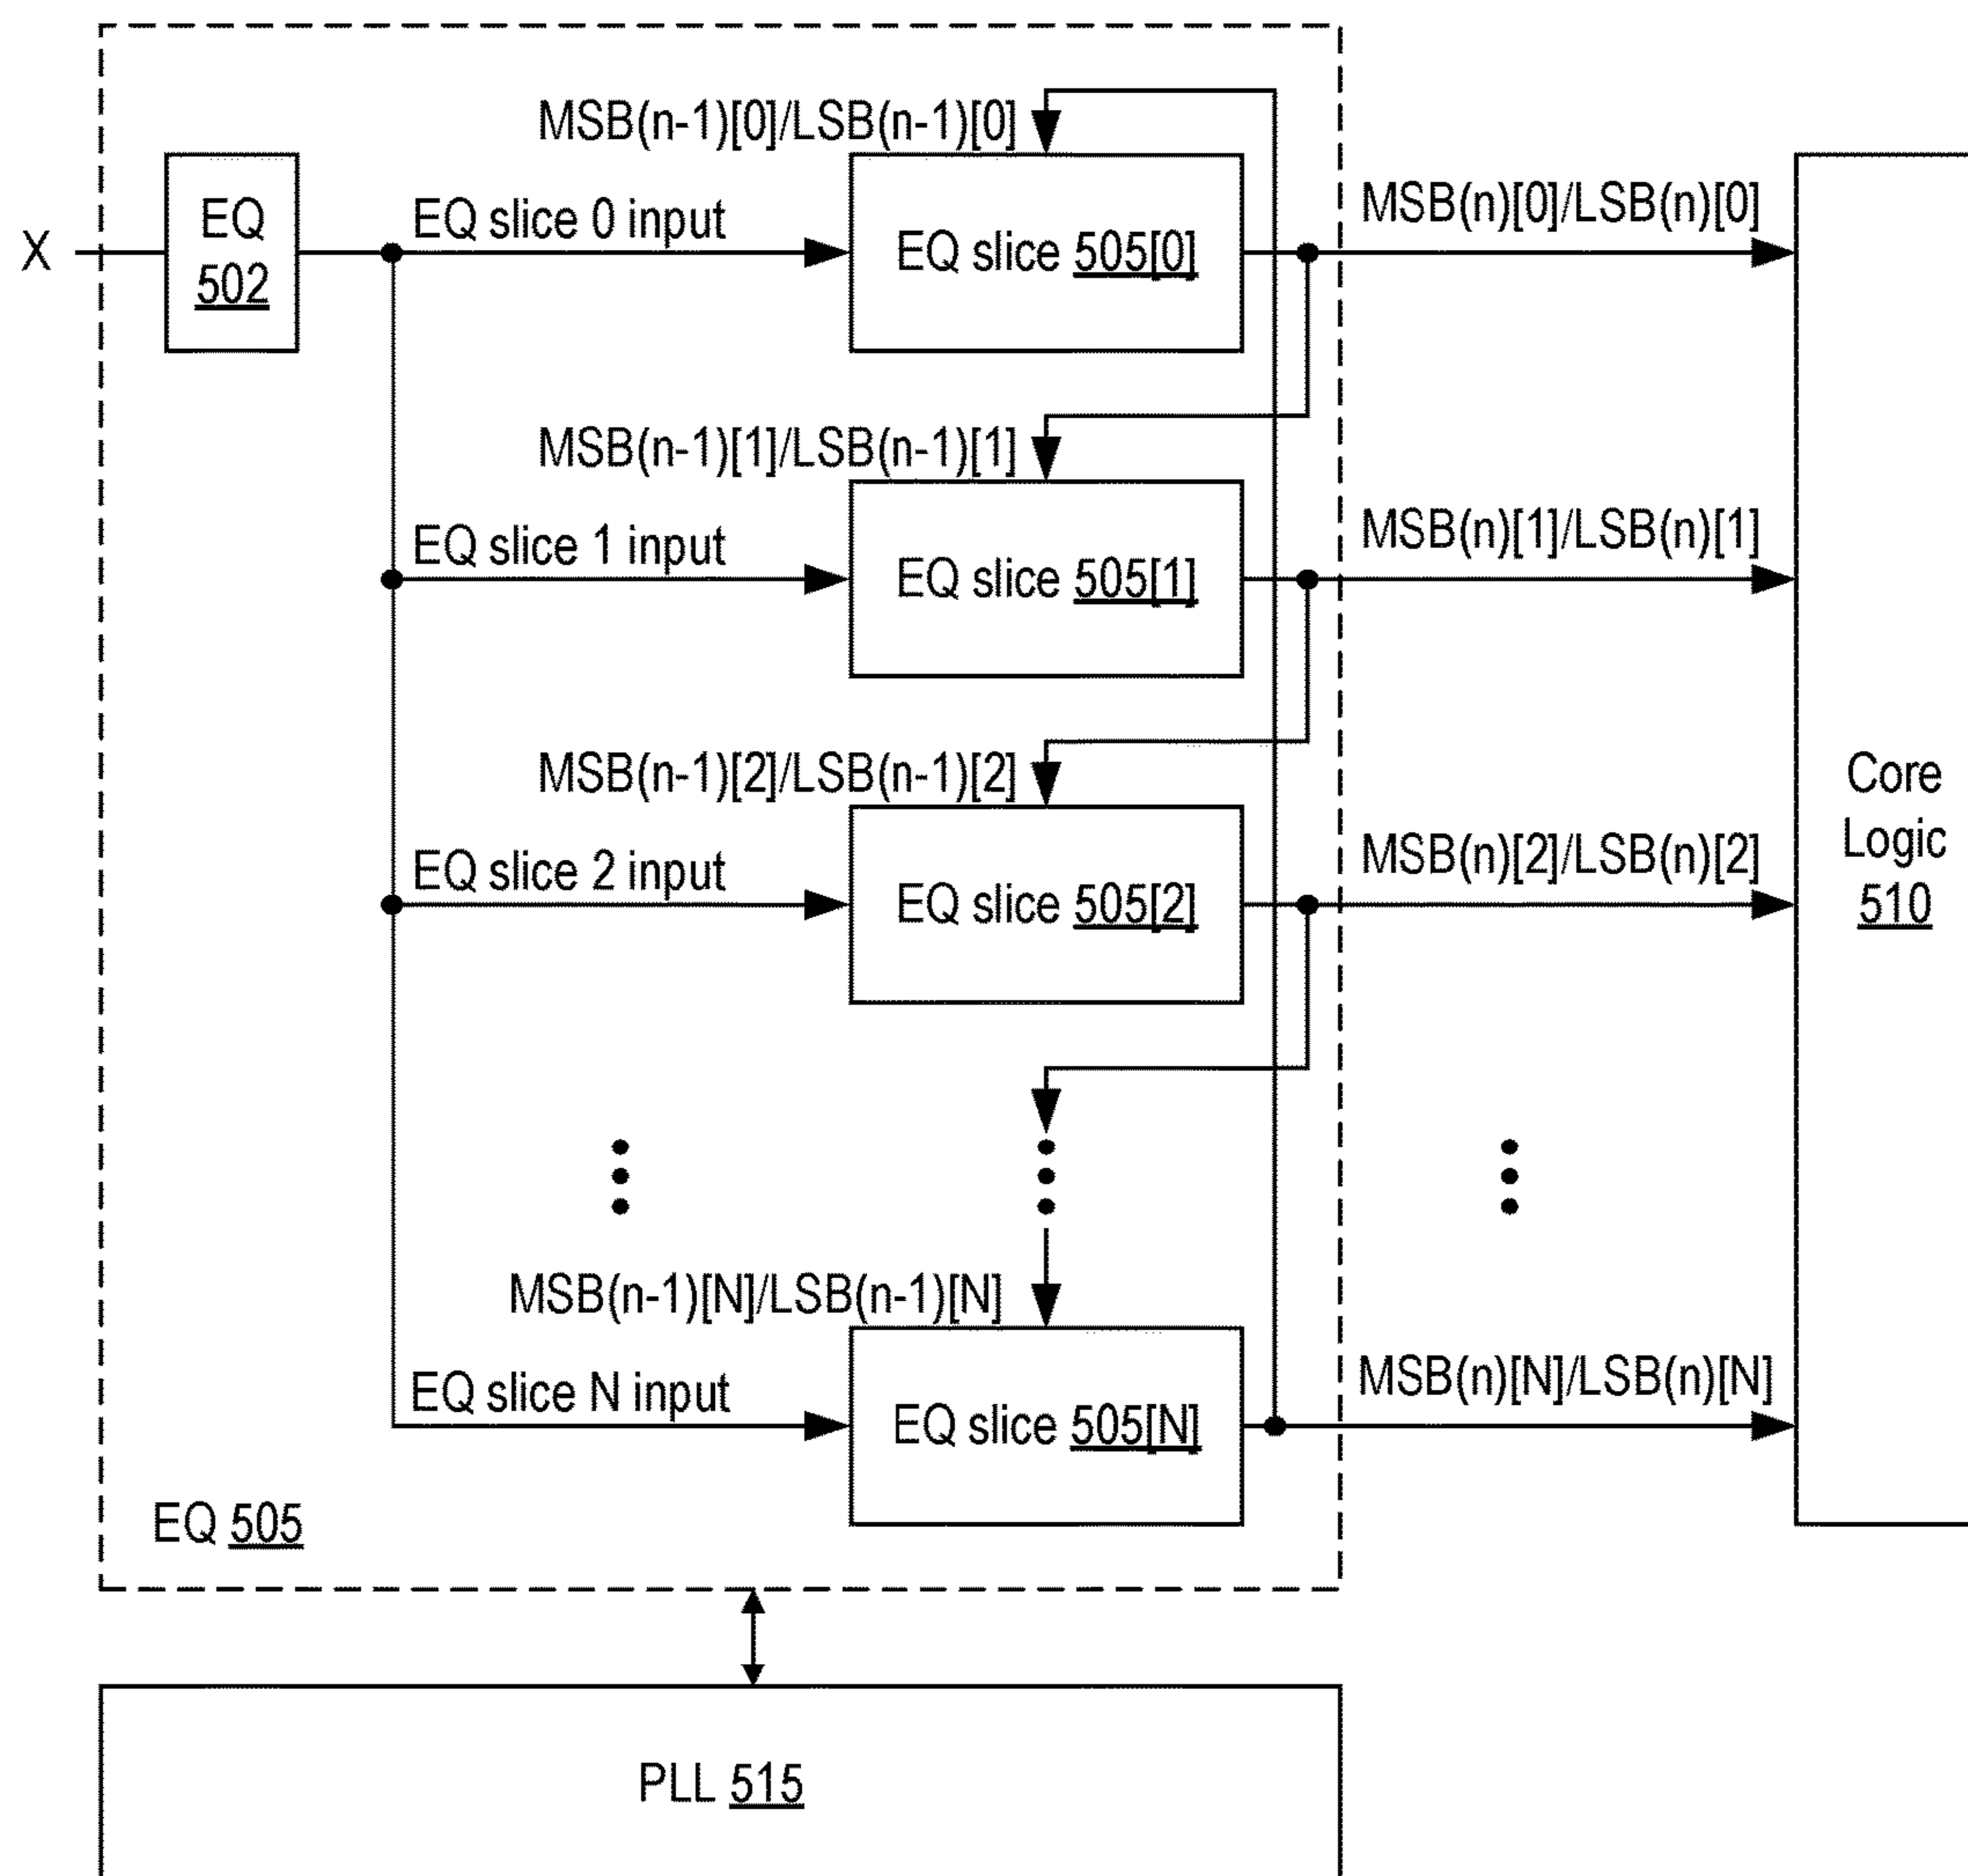 MSB(n-1)[0]/LSB(n-1)[0]
X
EQ
502
EQ slice 0 input
EQ slice 505[0]
MSB(n)[0]/LSB(n)[0]
MSB(n-1)[1]/LSB(n-1)[1]
EQ slice 1 input
EQ slice 505[1]
MSB(n)[1]/LSB(n)[1]
MSB(n-1)[2]/LSB(n-1)[2]
EQ slice 2 input
EQ slice 505[2]
MSB(n)[2]/LSB(n)[2]
Core
Logic
510
MSB(n-1)[N]/LSB(n-1)[N]
EQ slice N input
EQ slice 505[N]
MSB(n)[N]/LSB(n)[N]
EQ 505
PLL 515